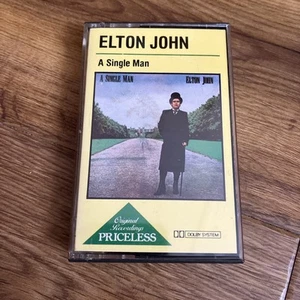 ELTON JOHN
A Single Man
A SINGLE MAN ELTON JOHN
Original
Recordings
PRICELESS
DOLBY SYSTEM